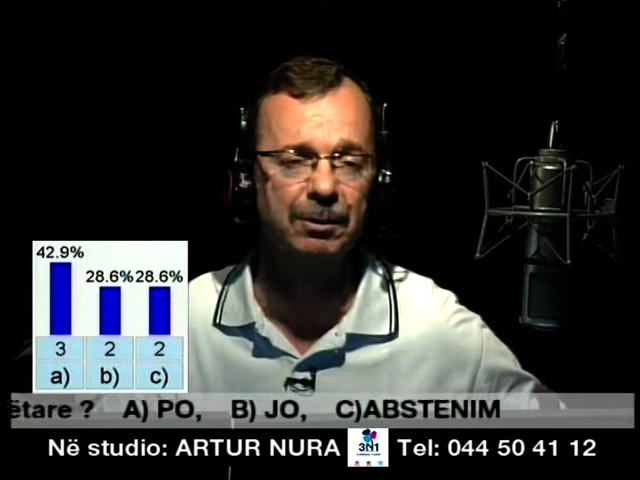 42.9%
28.6% 28.6%
3 2 2
a) b) c)
ëtare ? A) PO, B) JO, C)ABSTENIM
Në studio: ARTUR NURA 3N1 Tel: 044 50 41 12